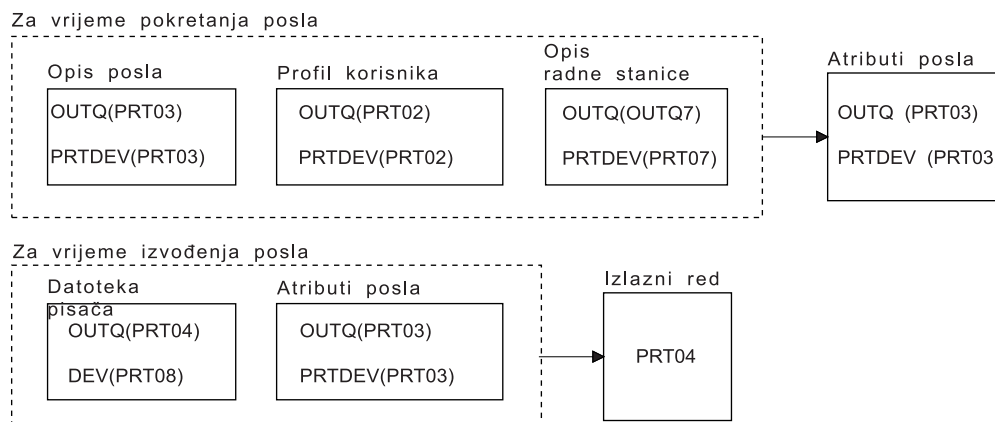 Za vrijeme pokretanja posla
Opis posla
OUTQ(PRT03)
PRTDEV(PRT03)
Profil korisnika
OUTQ(PRT02)
PRTDEV(PRT02)
Opis
radne stanice
OUTQ(OUTQ7)
PRTDEV(PRT07)
Atributi posla
OUTQ (PRT03)
PRTDEV (PRT03
Za vrijeme izvođenja posla
Datoteka
pisača
OUTQ(PRT04)
DEV(PRT08)
Atributi posla
OUTQ(PRT03)
PRTDEV(PRT03)
Izlazni red
PRT04